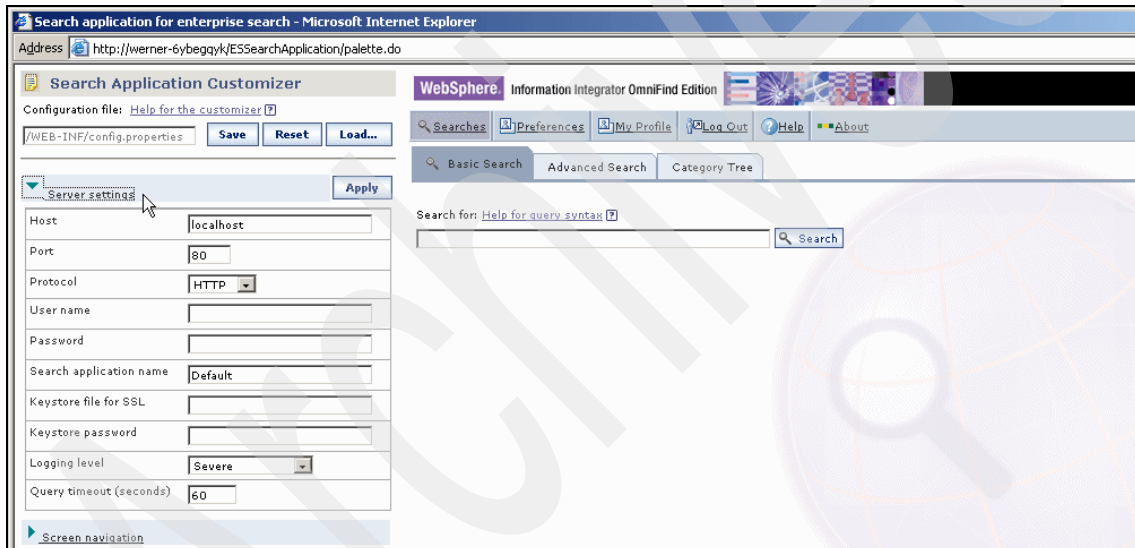 Search application for enterprise search - Microsoft Internet Explorer
Address http://werner-6ybegqyk/ESSearchApplication/palette.do
Search Application Customizer
Configuration file: Help for the customizer ?
/WEB-INF/config.properties Save Reset Load...
Server settings Apply
Host localhost
Port 80
Protocol HTTP
User name
Password
Search application name Default
Keystore file for SSL
Keystore password
Logging level Severe
Query timeout (seconds) 60
Screen navigation
WebSphere. Information Integrator OmniFind Edition
Searches Preferences My Profile Log Out ? Help About
Basic Search Advanced Search Category Tree
Search for: Help for query syntax ?
Search